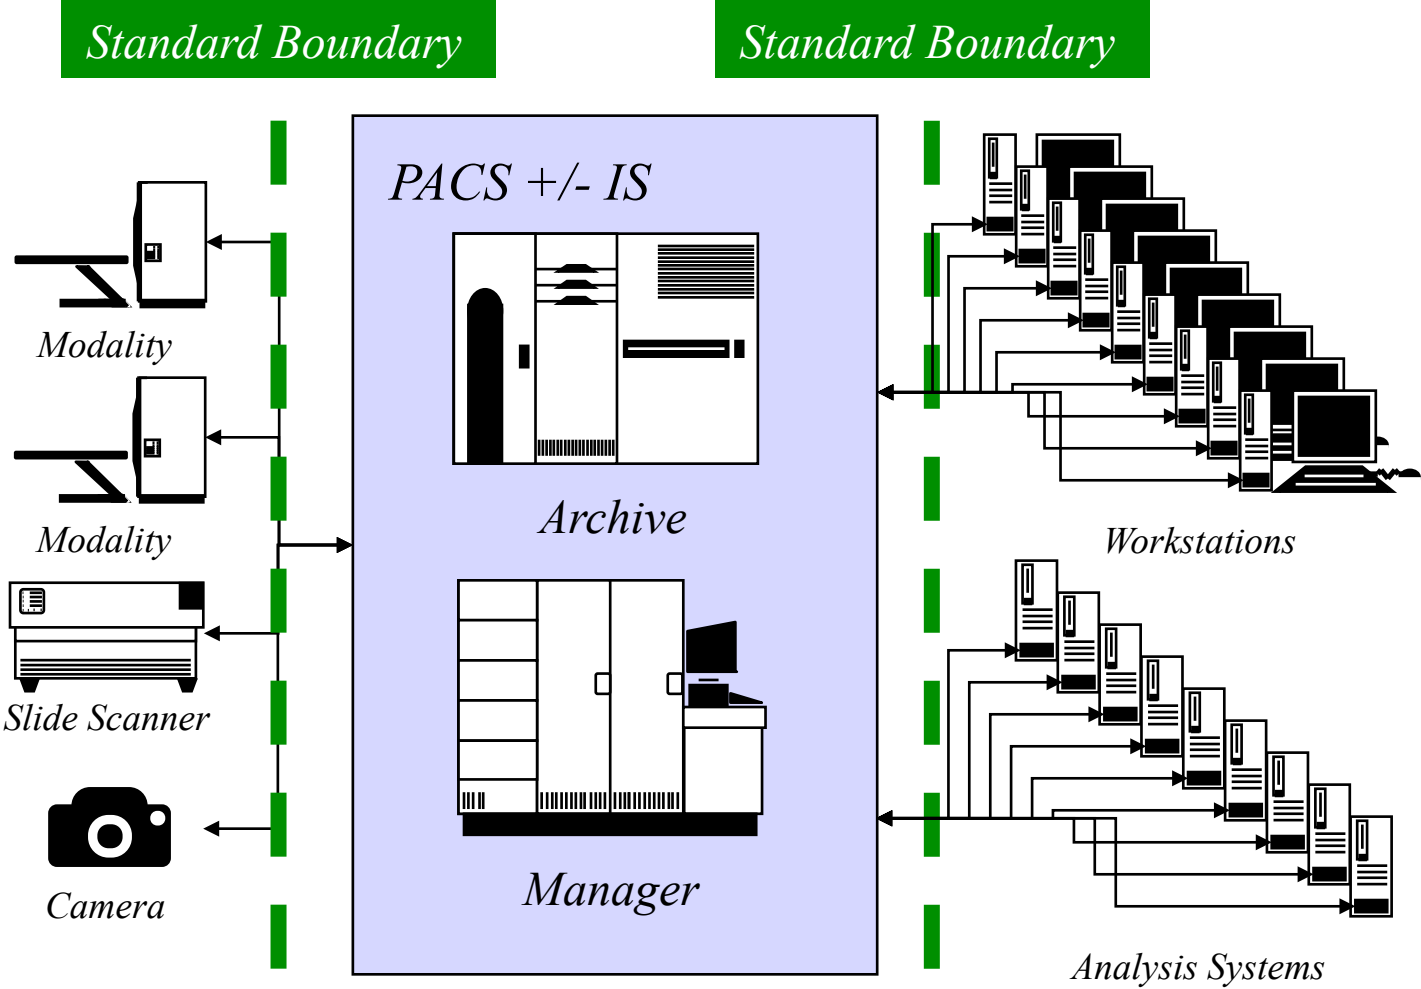 Standard Boundary
Standard Boundary
PACS +/- IS
Modality
Archive
Modality
Workstations
Slide Scanner
Manager
Camera
Analysis Systems